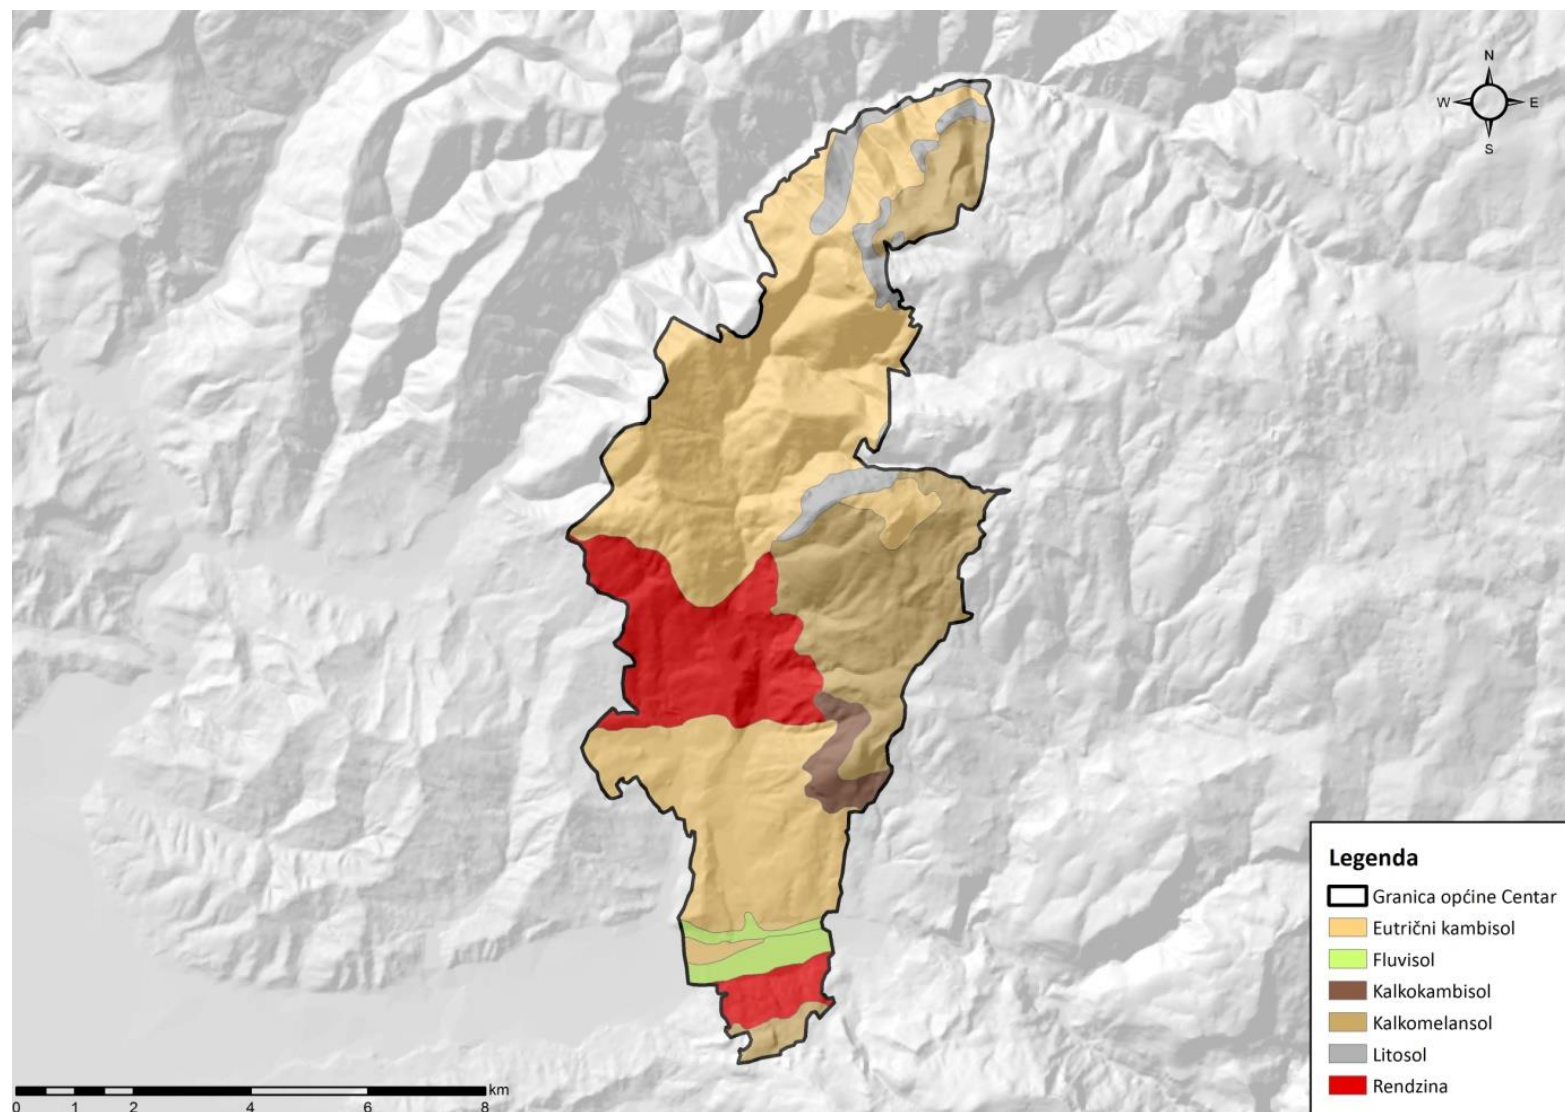 N
W E
S
Legenda
Granica općine Centar
Eutrični kambisol
Fluvisol
Kalkokambisol
Kalkomelansol
Litosol
Rendzina
km
0 1 2 4 6 8